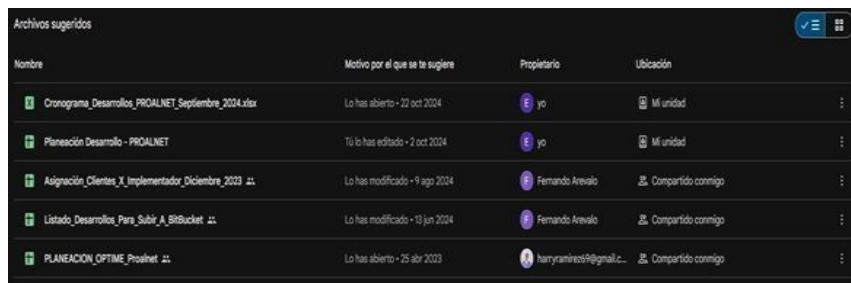 Archivos sugeridos
Nombre Motivo por el que se te sugiere Propietario Ubicación
Cronograma_Desarrollos_PROALNET_Septiembre_2024.xlsx Lo has abierto • 22 oct 2024 E yo Mi unidad
Planeación Desarrollo - PROALNET Tú lo has editado • 2 oct 2024 E yo Mi unidad
Asignación_Clientes_X_Implementador_Diciembre_2023 Lo has modificado • 9 ago 2024 F Fernando Arevalo Compartido conmigo
Listado_Desarrollos_Para_Subir_A_BitBucket Lo has modificado • 13 jun 2024 F Fernando Arevalo Compartido conmigo
PLANEACION_OPTIME_Proalnet Lo has abierto • 25 abr 2023 harryramirez69@gmail.c... Compartido conmigo